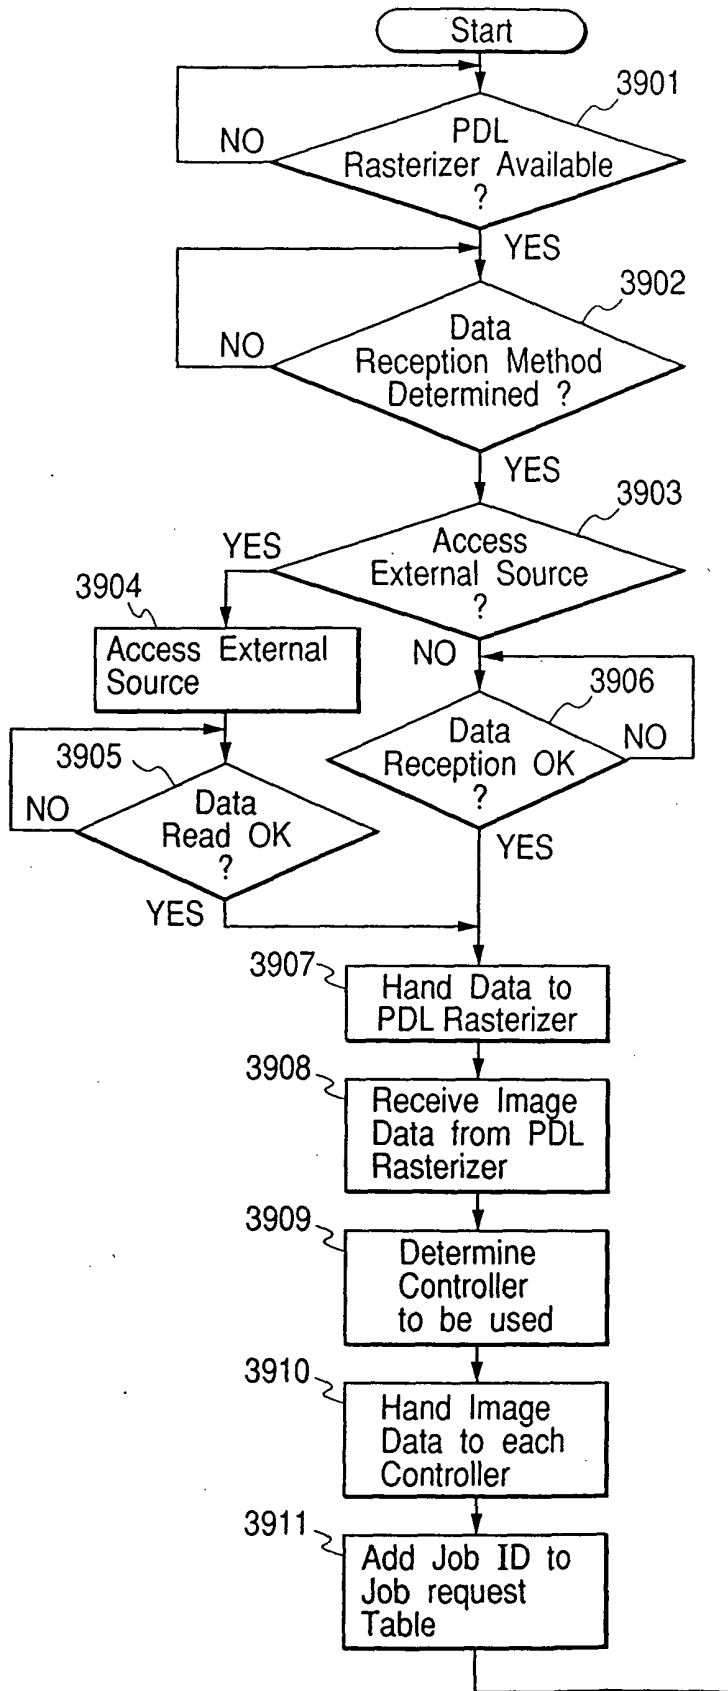 Start
3901
PDL
Rasterizer Available
?
NO
YES
3902
Data
Reception Method
Determined ?
NO
YES
3903
Access
External Source
?
YES
NO
3904
Access External
Source
3905
Data
Read OK
?
NO
YES
3906
Data
Reception OK
?
NO
YES
3907
Hand Data to
PDL Rasterizer
3908
Receive Image
Data from PDL
Rasterizer
3909
Determine
Controller
to be used
3910
Hand Image
Data to each
Controller
3911
Add Job ID to
Job request
Table